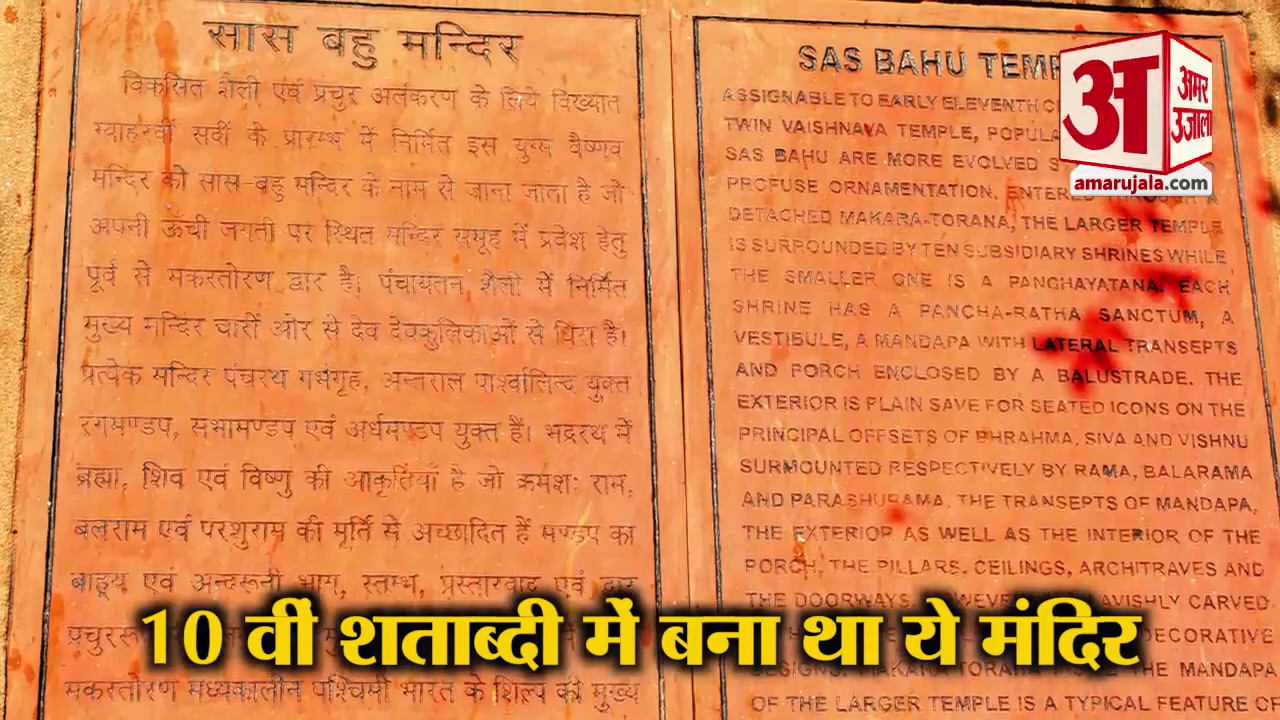 सास बहु मन्दिर
विकसित शैली एवं प्रचुर अलंकरण के लिये विख्यात
ग्यारहवीं सदीं के प्रारम्भ में निर्मित इस युग्म वैष्णव
मन्दिर को सास-बहु मन्दिर के नाम से जाना जाता है जो
अपनी ऊँची जगती पर स्थित मन्दिर समूह में प्रवेश हेतु
पूर्व से मकरतोरण द्वार है। पंचायतन शैली में निर्मित
मुख्य मन्दिर चारों ओर से देव देवकुलिकाओं से घिरा है।
प्रत्येक मन्दिर पंचरथ गर्भगृह, अन्तराल पार्श्वालिन्द युक्त
रंगमण्डप, सभामण्डप एवं अर्धमण्डप युक्त हैं। भद्ररथ में
ब्रह्मा, शिव एवं विष्णु की आकृतियाँ है जो क्रमशः राम,
बलराम एवं परशुराम की मूर्ति से अच्छादित हैं मण्डप का
बाह्य एवं अन्दरूनी भाग, स्तम्भ, एवं द्वार
मकरतोरण मध्यकालीन पश्चिमी भारत के शिल्प की मुख्य
SAS BAHU
ASSIGNABLE TO EARLY ELEVENTH
TWIN VAISHNAVA TEMPLE,
SAS BAHU ARE MORE EVOLVED
PROFUSE ORNAMENTATION.
DETACHED MAKARA-TORANA, THE LARGER TEMPLE
IS SURROUNDED BY TEN SUBSIDIARY SHRINES WHILE
THE SMALLER ONE IS A PANCHAYATANA. EACH
SHRINE HAS A PANCHA-RATHA SANCTUM, A
VESTIBULE, A MANDAPA WITH LATERAL TRANSEPTS
AND PORCH ENCLOSED BY A BALUSTRADE. THE
EXTERIOR IS PLAIN SAVE FOR SEATED ICONS ON THE
PRINCIPAL OFFSETS OF BHRAHMA, SIVA AND VISHNU
SURMOUNTED RESPECTIVELY BY RAMA, BALARAMA
AND PARASHURAMA. THE TRANSEPTS OF MANDAPA,
THE EXTERIOR AS WELL AS THE INTERIOR OF THE
PORCH, THE PILLARS, CEILINGS, ARCHITRAVES AND
THE DOORWAYS, CARVED
DECORATIVE
THE MANDAPA
OF THE LARGER TEMPLE IS A TYPICAL FEATURE OF
अ अमर
उजाला
amarujala.com
10 वीं शताब्दी में बना था ये मंदिर